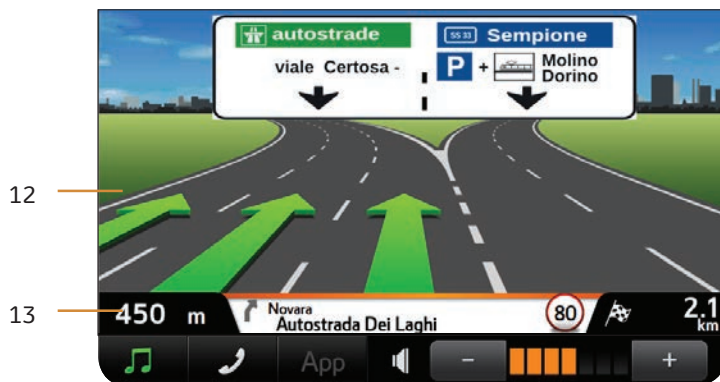 autostrade
SS 33 Sempione
viale Certosa -
P + Molino
Dorino
12
13
450 m
Novara
Autostrada Dei Laghi
80
2.1
km
App
- +